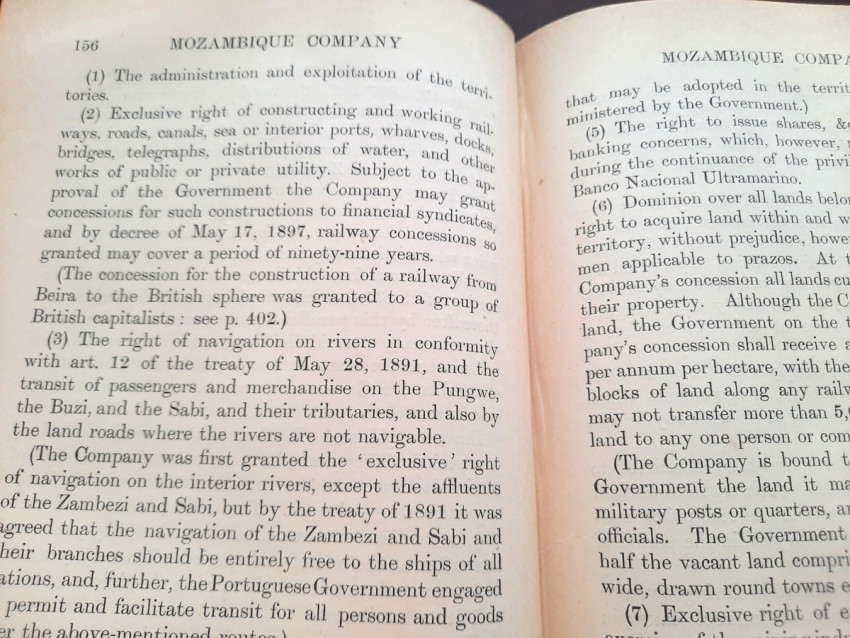 156 MOZAMBIQUE COMPANY
(1) The administration and exploitation of the terri-
tories.
(2) Exclusive right of constructing and working rail-
ways, roads, canals, sea or interior ports, wharves, docks,
bridges, telegraphs, distributions of water, and other
works of public or private utility. Subject to the ap-
proval of the Government the Company may grant
concessions for such constructions to financial syndicates,
and by decree of May 17, 1897, railway concessions so
granted may cover a period of ninety-nine years.
(The concession for the construction of a railway from
Beira to the British sphere was granted to a group of
British capitalists : see p. 402.)
(3) The right of navigation on rivers in conformity
with art. 12 of the treaty of May 28, 1891, and the
transit of passengers and merchandise on the Pungwe,
the Buzi, and the Sabi, and their tributaries, and also by
the land roads where the rivers are not navigable.
(The Company was first granted the ‘exclusive’ right
of navigation on the interior rivers, except the affluents
of the Zambezi and Sabi, but by the treaty of 1891 it was
agreed that the navigation of the Zambezi and Sabi and
heir branches should be entirely free to the ships of all
ations, and, further, the Portuguese Government engaged
permit and facilitate transit for all persons and goods
er the above-mentioned routes.)
MOZAMBIQUE COMPA
that may be adopted in the territ
ministered by the Government.)
(5) The right to issue shares, &c
banking concerns, which, however,
during the continuance of the privi
Banco Nacional Ultramarino.
(6) Dominion over all lands belon
right to acquire land within and w
territory, without prejudice, howe
men applicable to prazos. At t
Company's concession all lands cu
their property. Although the C
land, the Government on the t
pany's concession shall receive a
per annum per hectare, with the
blocks of land along any railw
may not transfer more than 5,0
land to any one person or com
(The Company is bound t
Government the land it ma
military posts or quarters, a
officials. The Government
half the vacant land compri
wide, drawn round towns e
(7) Exclusive right of e